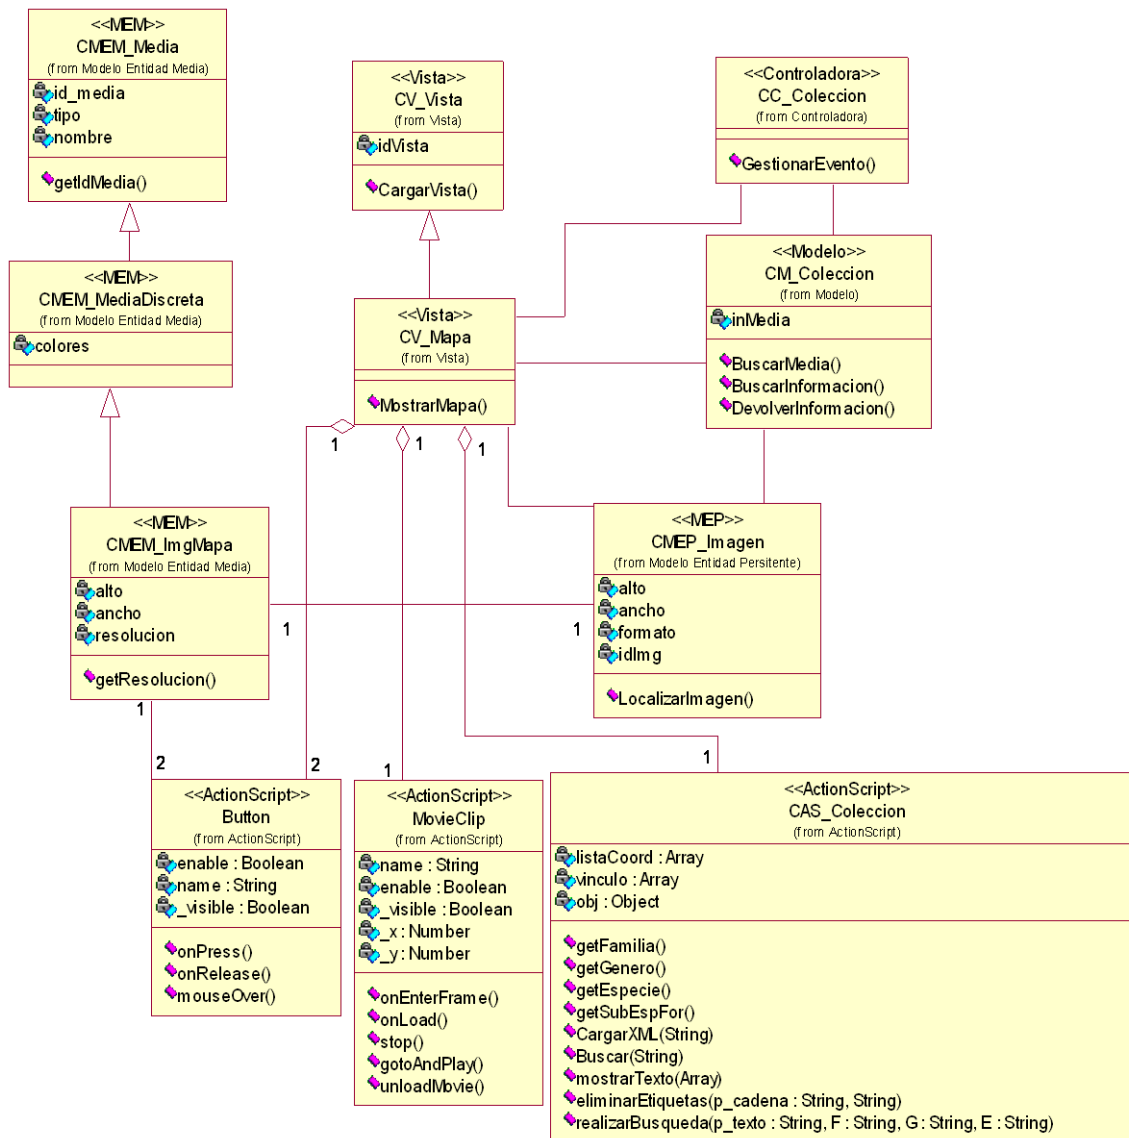 <<MEM>>
CMEM_Media
(from Modelo Entidad Media)
id_media
tipo
nombre
getIdMedia()
<<Vista>>
CV_Vista
(from Vista)
idVista
CargarVista()
<<Controladora>>
CC_Coleccion
(from Controladora)
GestionarEvento()
<<MEM>>
CMEM_MediaDiscreta
(from Modelo Entidad Media)
colores
<<Vista>>
CV_Mapa
(from Vista)
MostrarMapa()
<<Modelo>>
CM_Coleccion
(from Modelo)
inMedia
BuscarMedia()
BuscarInformacion()
DevolverInformacion()
1
1
1
<<MEM>>
CMEM_ImgMapa
(from Modelo Entidad Media)
alto
ancho
resolucion
getResolucion()
1
1
<<MEP>>
CMEP_Imagen
(from Modelo Entidad Persitente)
alto
ancho
formato
idImg
LocalizarImagen()
1
2
2
1
1
<<ActionScript>>
Button
(from ActionScript)
enable : Boolean
name : String
_visible : Boolean
onPress()
onRelease()
mouseOver()
<<ActionScript>>
MovieClip
(from ActionScript)
name : String
enable : Boolean
_visible : Boolean
_x : Number
_y : Number
onEnterFrame()
onLoad()
stop()
gotoAndPlay()
unloadMovie()
<<ActionScript>>
CAS_Coleccion
(from ActionScript)
listaCoord : Array
vinculo : Array
obj : Object
getFamilia()
getGenero()
getEspecie()
getSubEspFor()
CargarXML(String)
Buscar(String)
mostrarTexto(Array)
eliminarEtiquetas(p_cadena : String, String)
realizarBusqueda(p_texto : String, F : String, G : String, E : String)